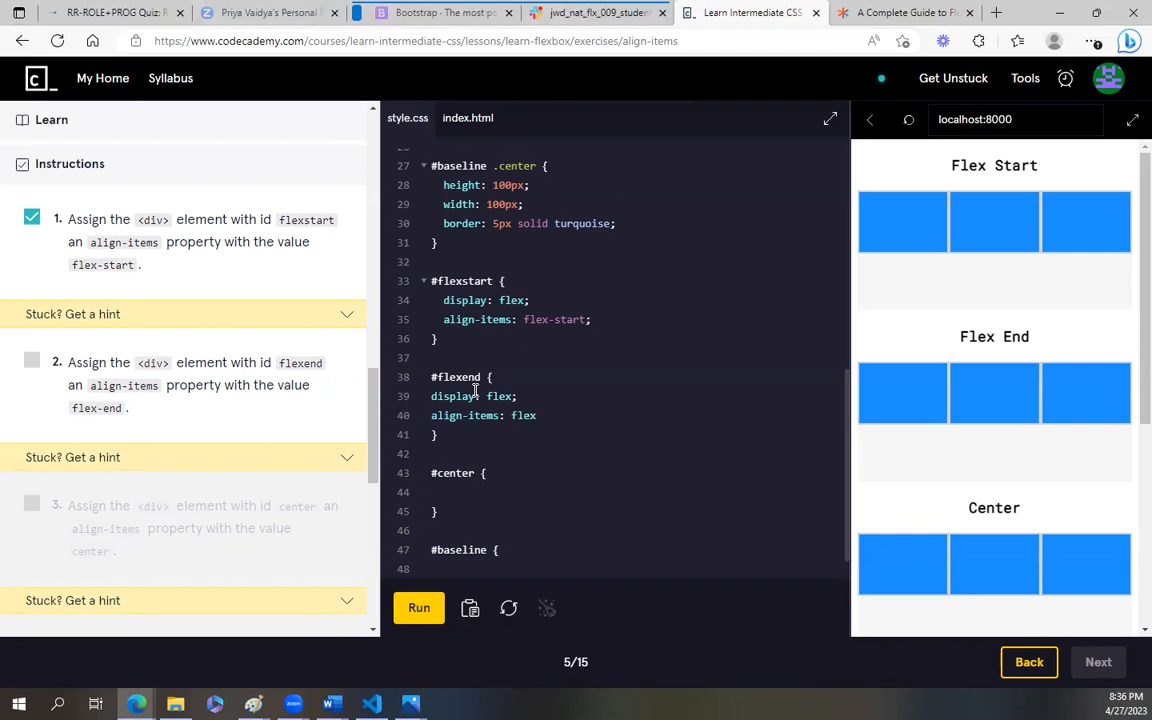 RR-ROLE+PROG Quiz: R
Priya Vaidya's Personal
Bootstrap - The most po
jwd_nat_flx_009_studen
Learn Intermediate CSS
A Complete Guide to Fl
https://www.codecademy.com/courses/learn-intermediate-css/lessons/learn-flexbox/exercises/align-items
My Home
Syllabus
Get Unstuck
Tools
Learn
style.css
index.html
localhost:8000
Instructions
1. Assign the <div> element with id flexstart
an align-items property with the value
flex-start.
Stuck? Get a hint
2. Assign the <div> element with id flexend
an align-items property with the value
flex-end.
Stuck? Get a hint
3. Assign the <div> element with id center an
align-items property with the value
center.
Stuck? Get a hint
27 #baseline .center {
28 height: 100px;
29 width: 100px;
30 border: 5px solid turquoise;
31 }
32
33 #flexstart {
34 display: flex;
35 align-items: flex-start;
36 }
37
38 #flexend {
39 display: flex;
40 align-items: flex
41 }
42
43 #center {
44
45 }
46
47 #baseline {
48
Run
Flex Start
Flex End
Center
5/15
Back
Next
8:36 PM
4/27/2023